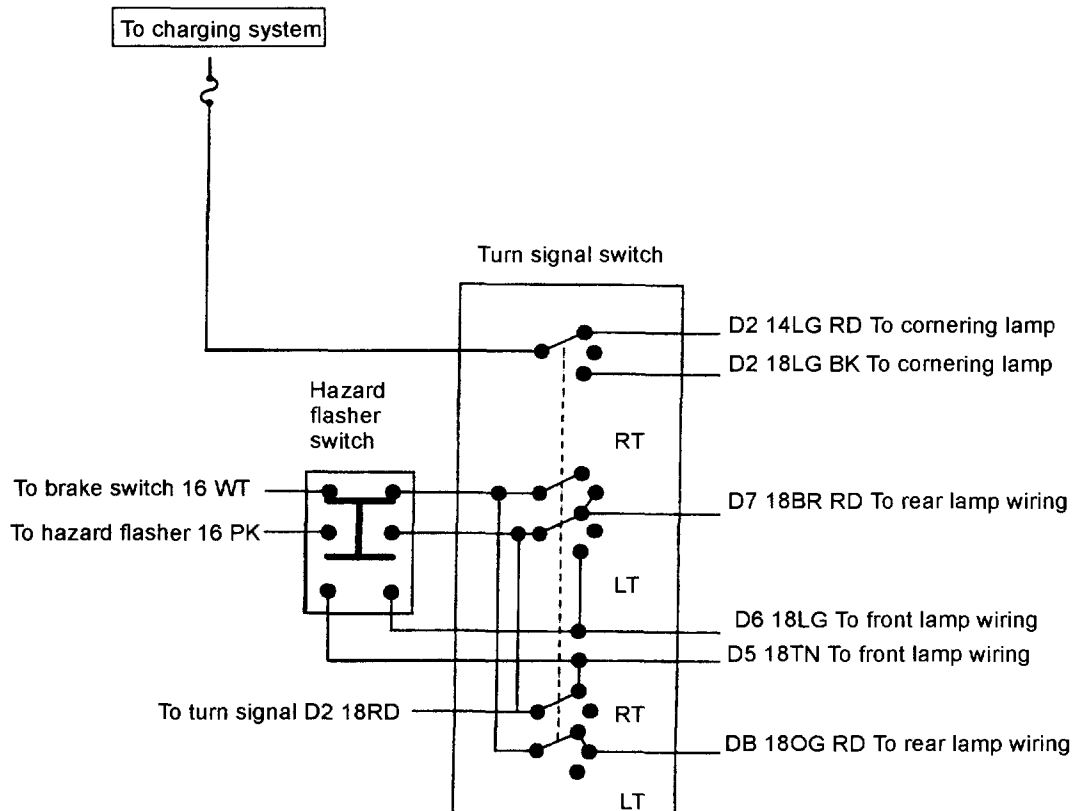 To charging system
Turn signal switch
D2 14LG RD To cornering lamp
D2 18LG BK To cornering lamp
Hazard
flasher
switch
RT
To brake switch 16 WT
D7 18BR RD To rear lamp wiring
To hazard flasher 16 PK
LT
D6 18LG To front lamp wiring
D5 18TN To front lamp wiring
To turn signal D2 18RD
RT
DB 18OG RD To rear lamp wiring
LT